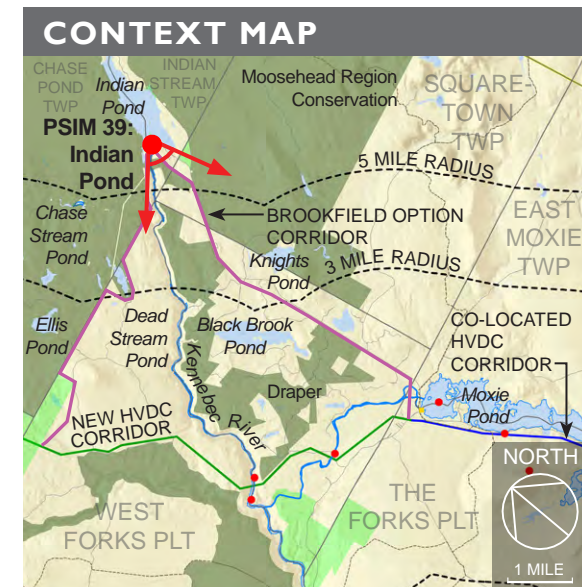 CONTEXT MAP
CHASE
POND
TWP
INDIAN
STREAM
TWP
Indian
Pond
Moosehead Region
Conservation
SQUARE-
TOWN
TWP
PSIM 39:
Indian
Pond
5 MILE RADIUS
Chase
Stream
Pond
BROOKFIELD OPTION
CORRIDOR
EAST
MOXIE
TWP
Knights
Pond
3 MILE RADIUS
Ellis
Pond
Dead
Stream
Pond
Black Brook
Pond
CO-LOCATED
HVDC
CORRIDOR
Kennebec River
Draper
Moxie
Pond
NEW HVDC
CORRIDOR
NORTH
WEST
FORKS PLT
THE
FORKS PLT
1 MILE